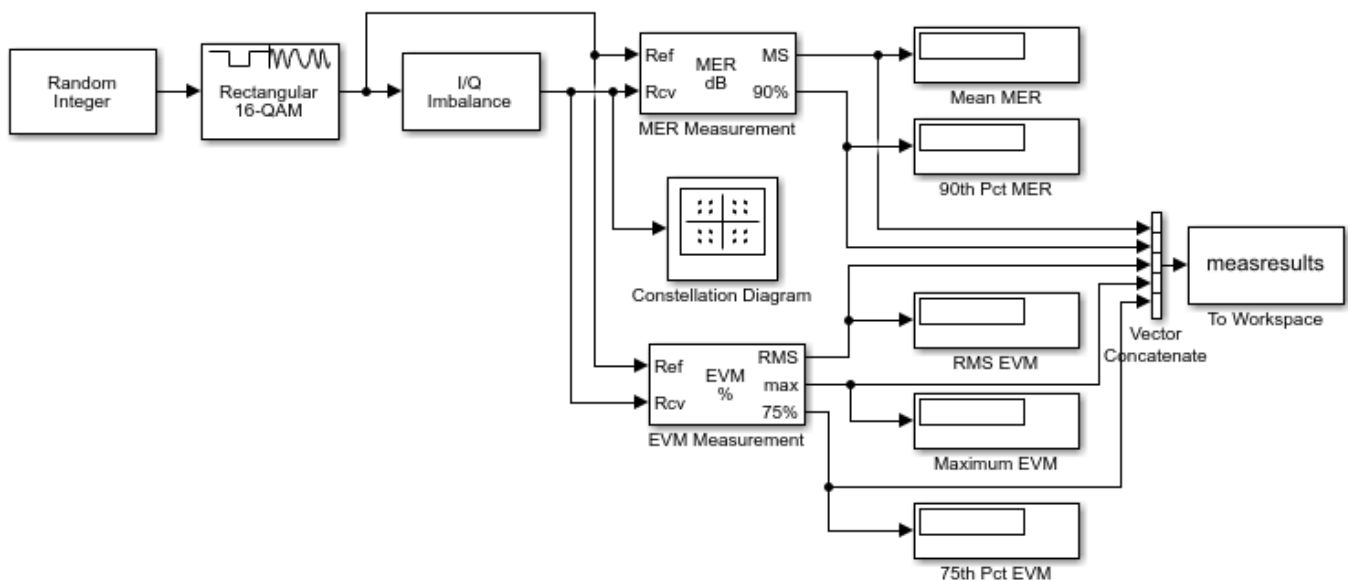 Random
Integer
Rectangular
16-QAM
I/Q
Imbalance
Ref
Rcv
MER
dB
MS
90%
MER Measurement
Mean MER
90th Pct MER
Constellation Diagram
measresults
To Workspace
Vector
Concatenate
RMS EVM
Ref
Rcv
EVM
%
RMS
max
75%
EVM Measurement
Maximum EVM
75th Pct EVM